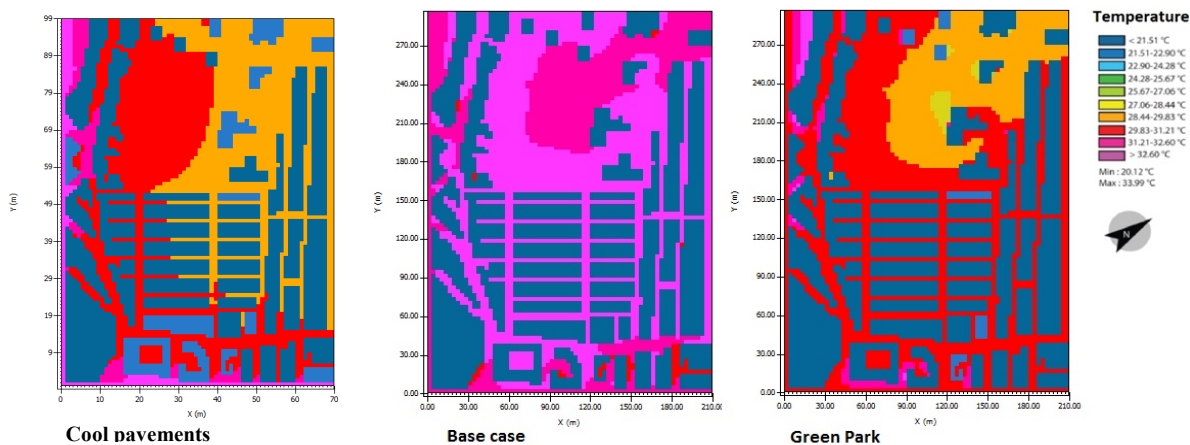 99
89
79
69
59
49
39
29
19
9
Y (m)
0 10 20 30 40 50 60 70
X (m)
Cool pavements
270.00
240.00
210.00
180.00
150.00
120.00
90.00
60.00
30.00
0.00
Y (m)
0.00 30.00 60.00 90.00 120.00 150.00 180.00 210.00
X (m)
Base case
270.00
240.00
210.00
180.00
150.00
120.00
90.00
60.00
30.00
0.00
Y (m)
0.00 30.00 60.00 90.00 120.00 150.00 180.00 210.00
X (m)
Green Park
Temperature
< 21.51 °C
21.51-22.90 °C
22.90-24.28 °C
24.28-25.67 °C
25.67-27.06 °C
27.06-28.44 °C
28.44-29.83 °C
29.83-31.21 °C
31.21-32.60 °C
> 32.60 °C
Min : 20.12 °C
Max : 33.99 °C
N